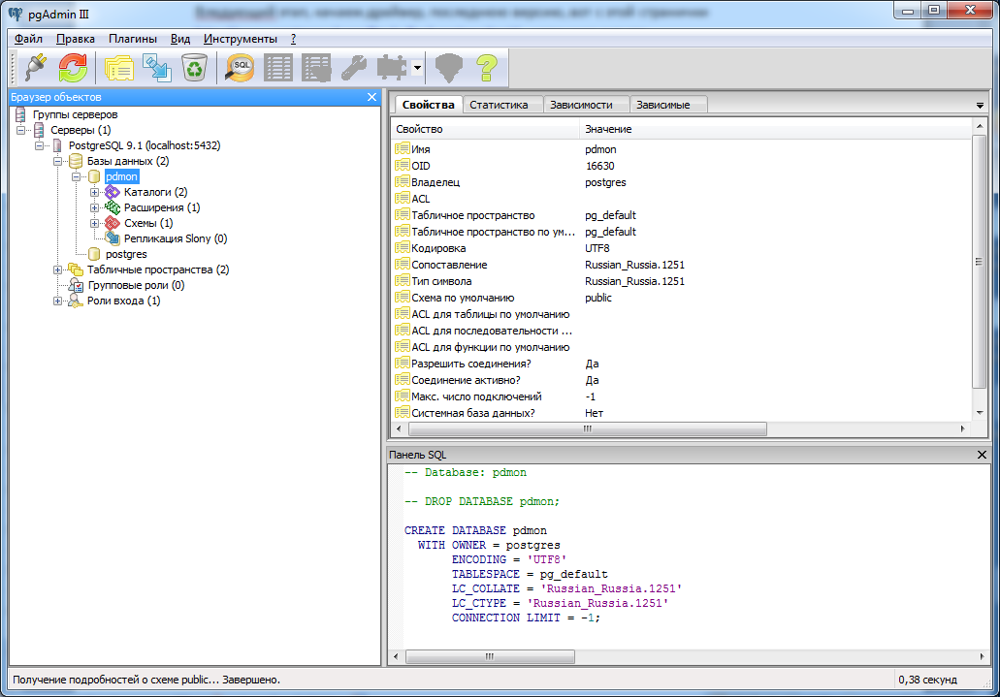 pgAdmin III
Файл Правка Плагины Вид Инструменты ?
SQL
Браузер объектов
Группы серверов
Серверы (1)
PostgreSQL 9.1 (localhost:5432)
Базы данных (2)
pdmon
Каталоги (2)
Расширения (1)
Схемы (1)
Репликация Slony (0)
postgres
Табличные пространства (2)
Групповые роли (0)
Роли входа (1)
Свойства Статистика Зависимости Зависимые
Свойство Значение
Имя pdmon
OID 16630
Владелец postgres
ACL
Табличное пространство pg_default
Табличное пространство по ум... pg_default
Кодировка UTF8
Сопоставление Russian_Russia.1251
Тип символа Russian_Russia.1251
Схема по умолчанию public
ACL для таблицы по умолчанию
ACL для последовательности ...
ACL для функции по умолчанию
Разрешить соединения? Да
Соединение активно? Да
Макс. число подключений -1
Системная база данных? Нет
Панель SQL
-- Database: pdmon
-- DROP DATABASE pdmon;
CREATE DATABASE pdmon
WITH OWNER = postgres
ENCODING = 'UTF8'
TABLESPACE = pg_default
LC_COLLATE = 'Russian_Russia.1251'
LC_CTYPE = 'Russian_Russia.1251'
CONNECTION LIMIT = -1;
Получение подробностей о схеме public... Завершено. 0,38 секунд